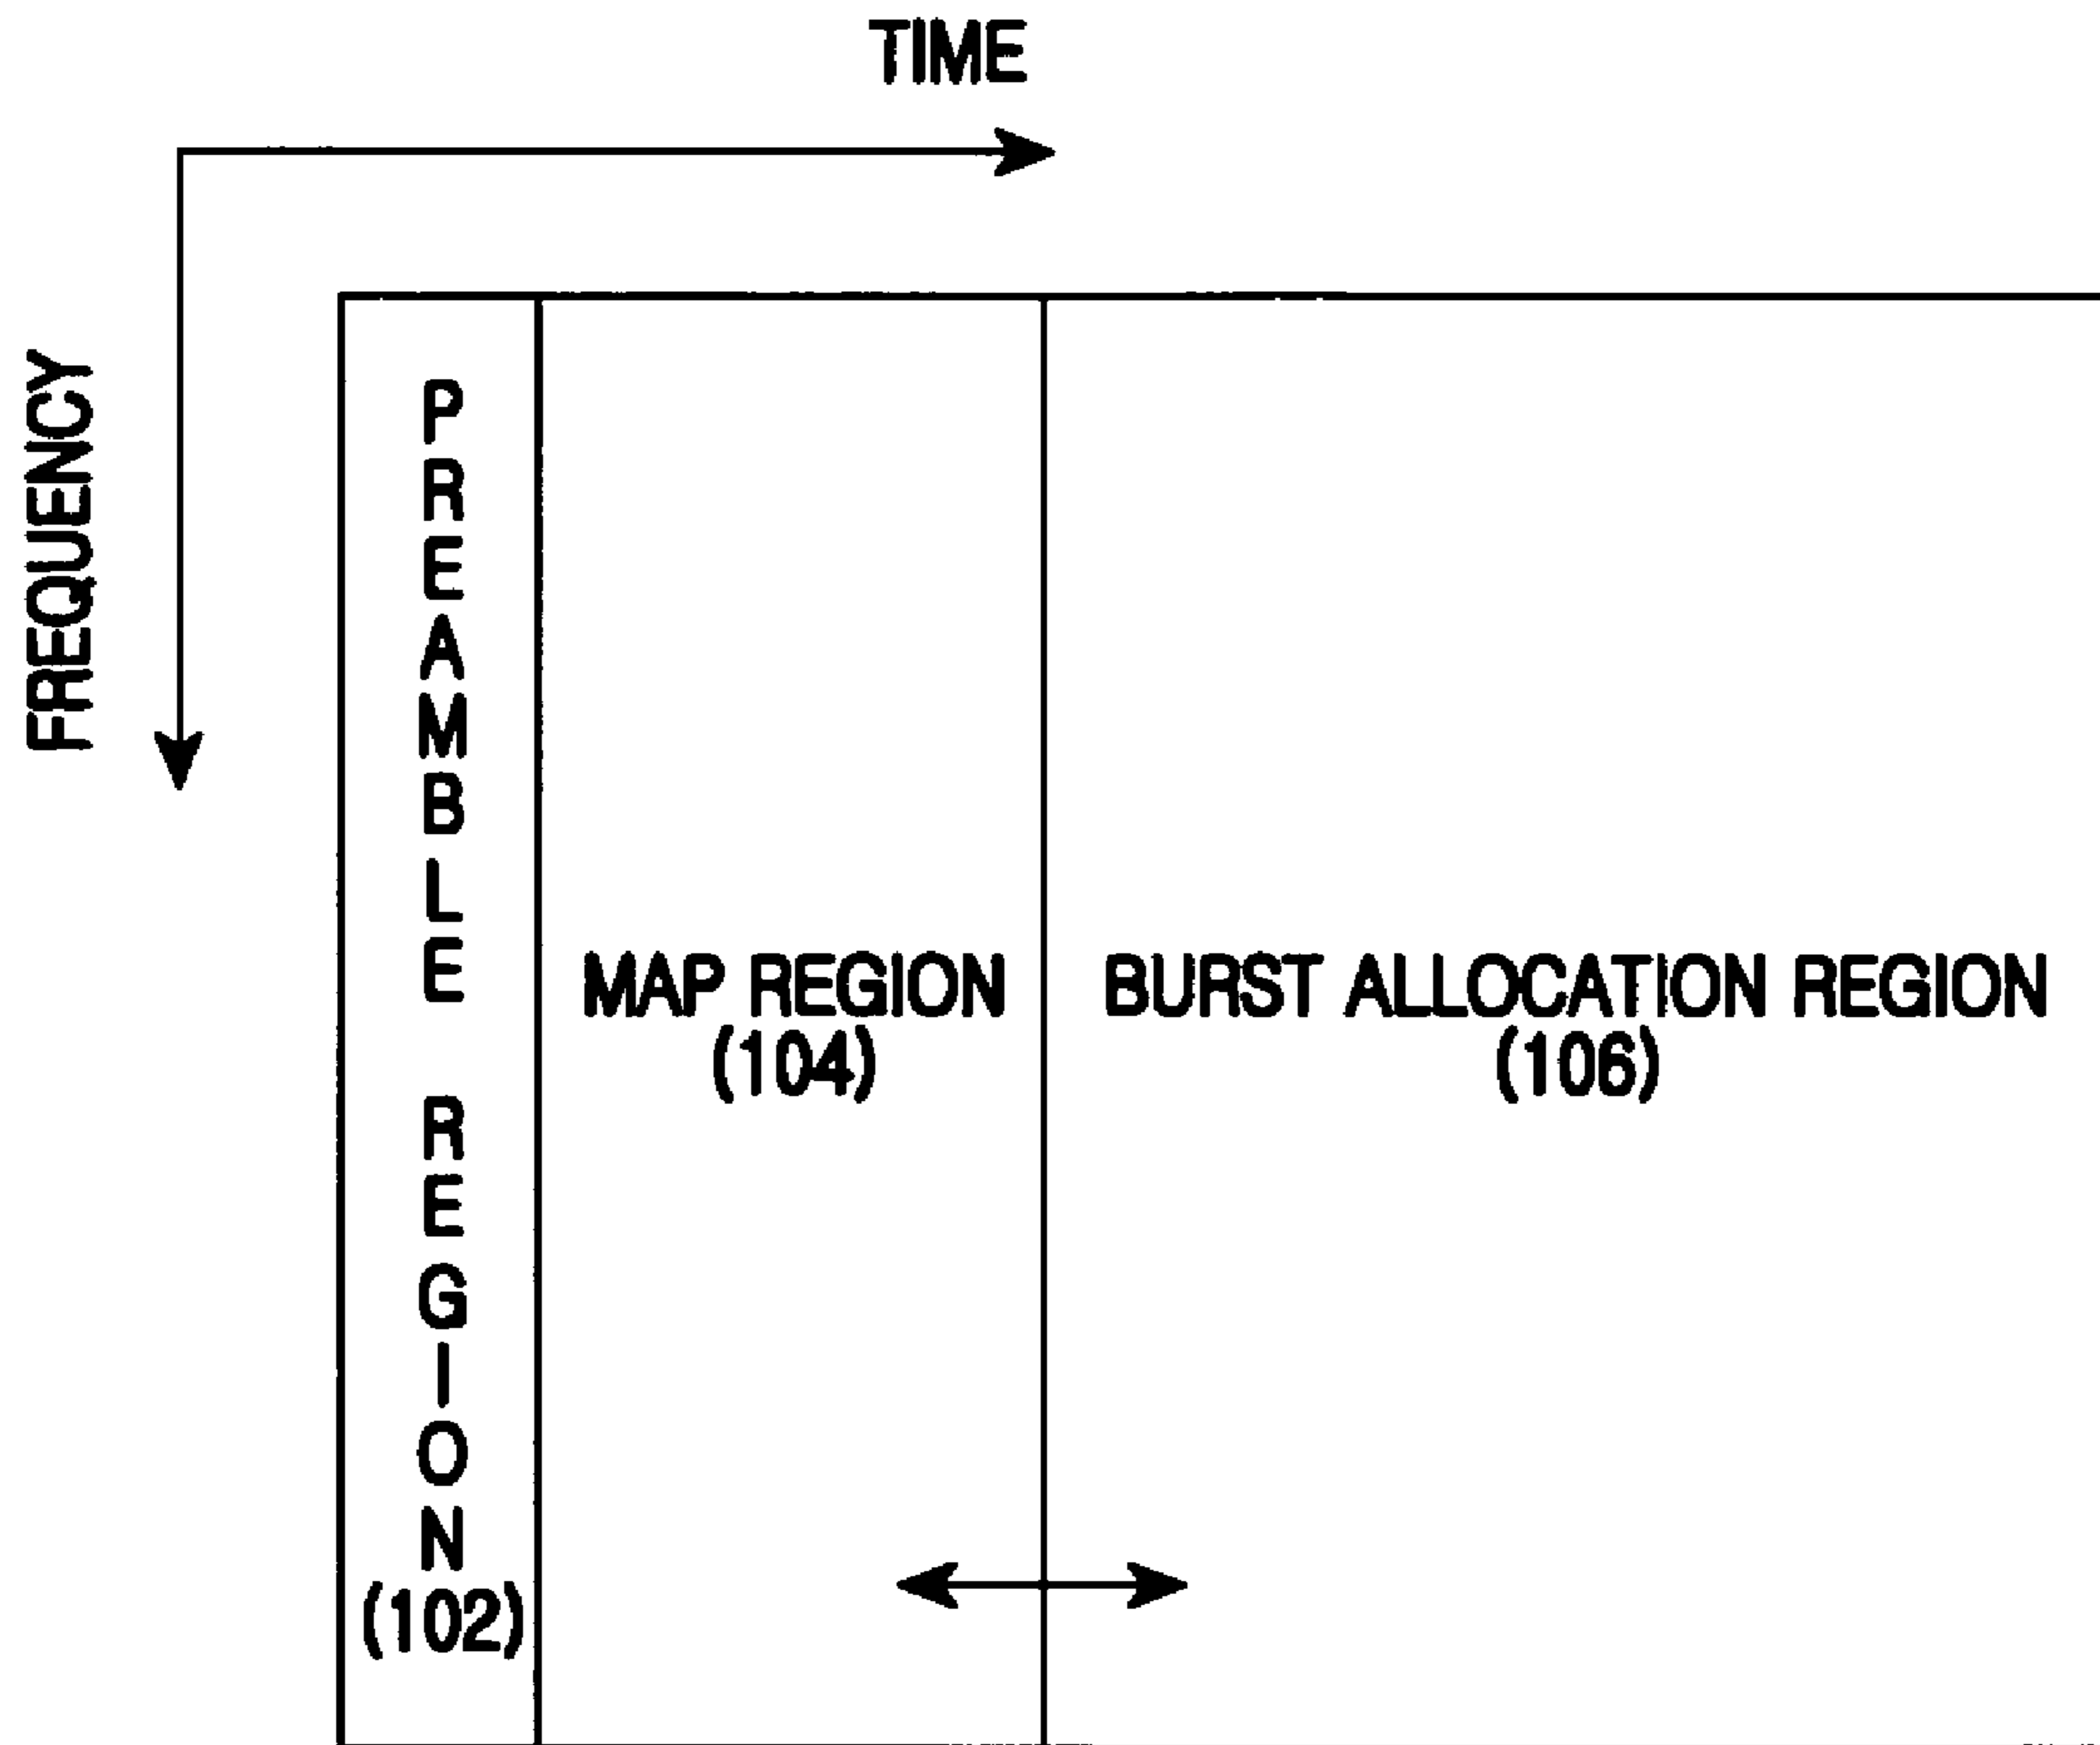 TIME
FREQUENCY
PREAMBLE REGION
(102)
MAP REGION
(104)
BURST ALLOCATION REGION
(106)